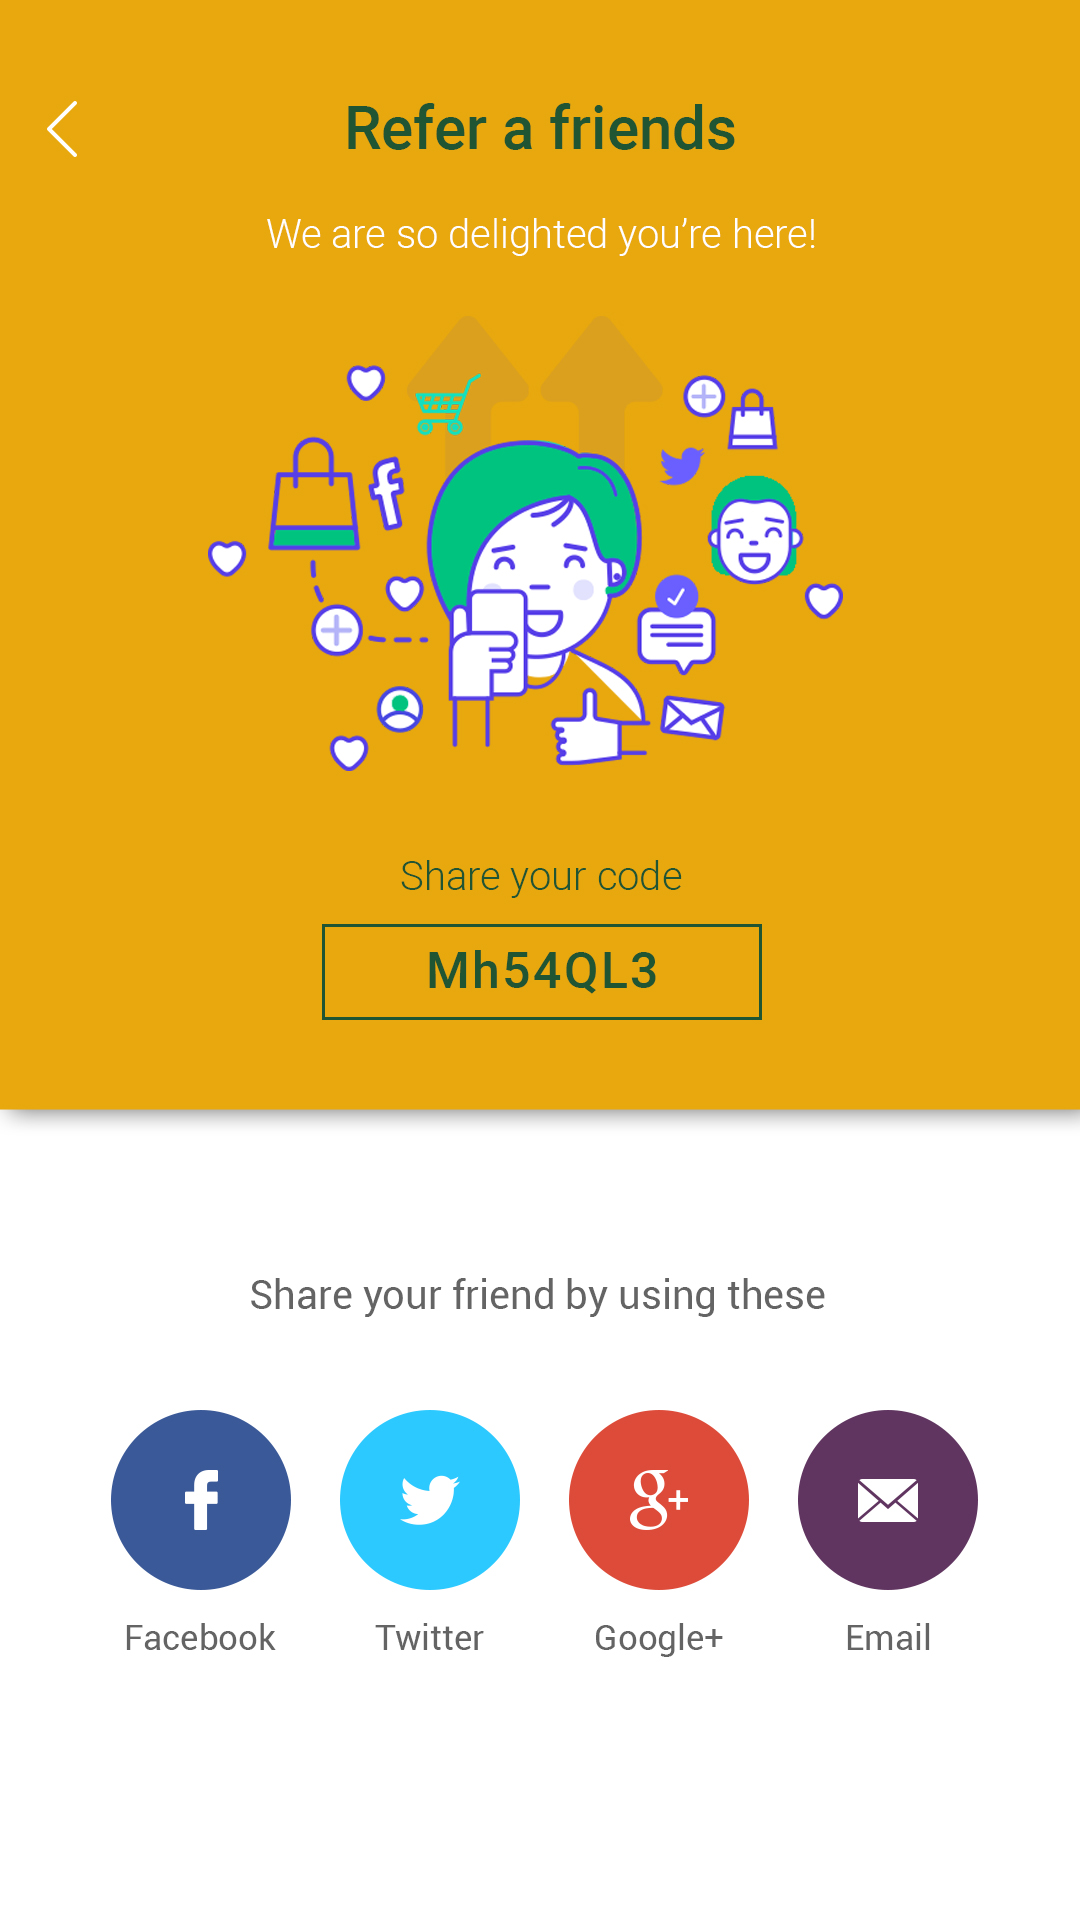 Refer a friends
We are so delighted you’re here!
Share your code
Mh54QL3
Share your friend by using these
Facebook
Twitter
Google+
Email